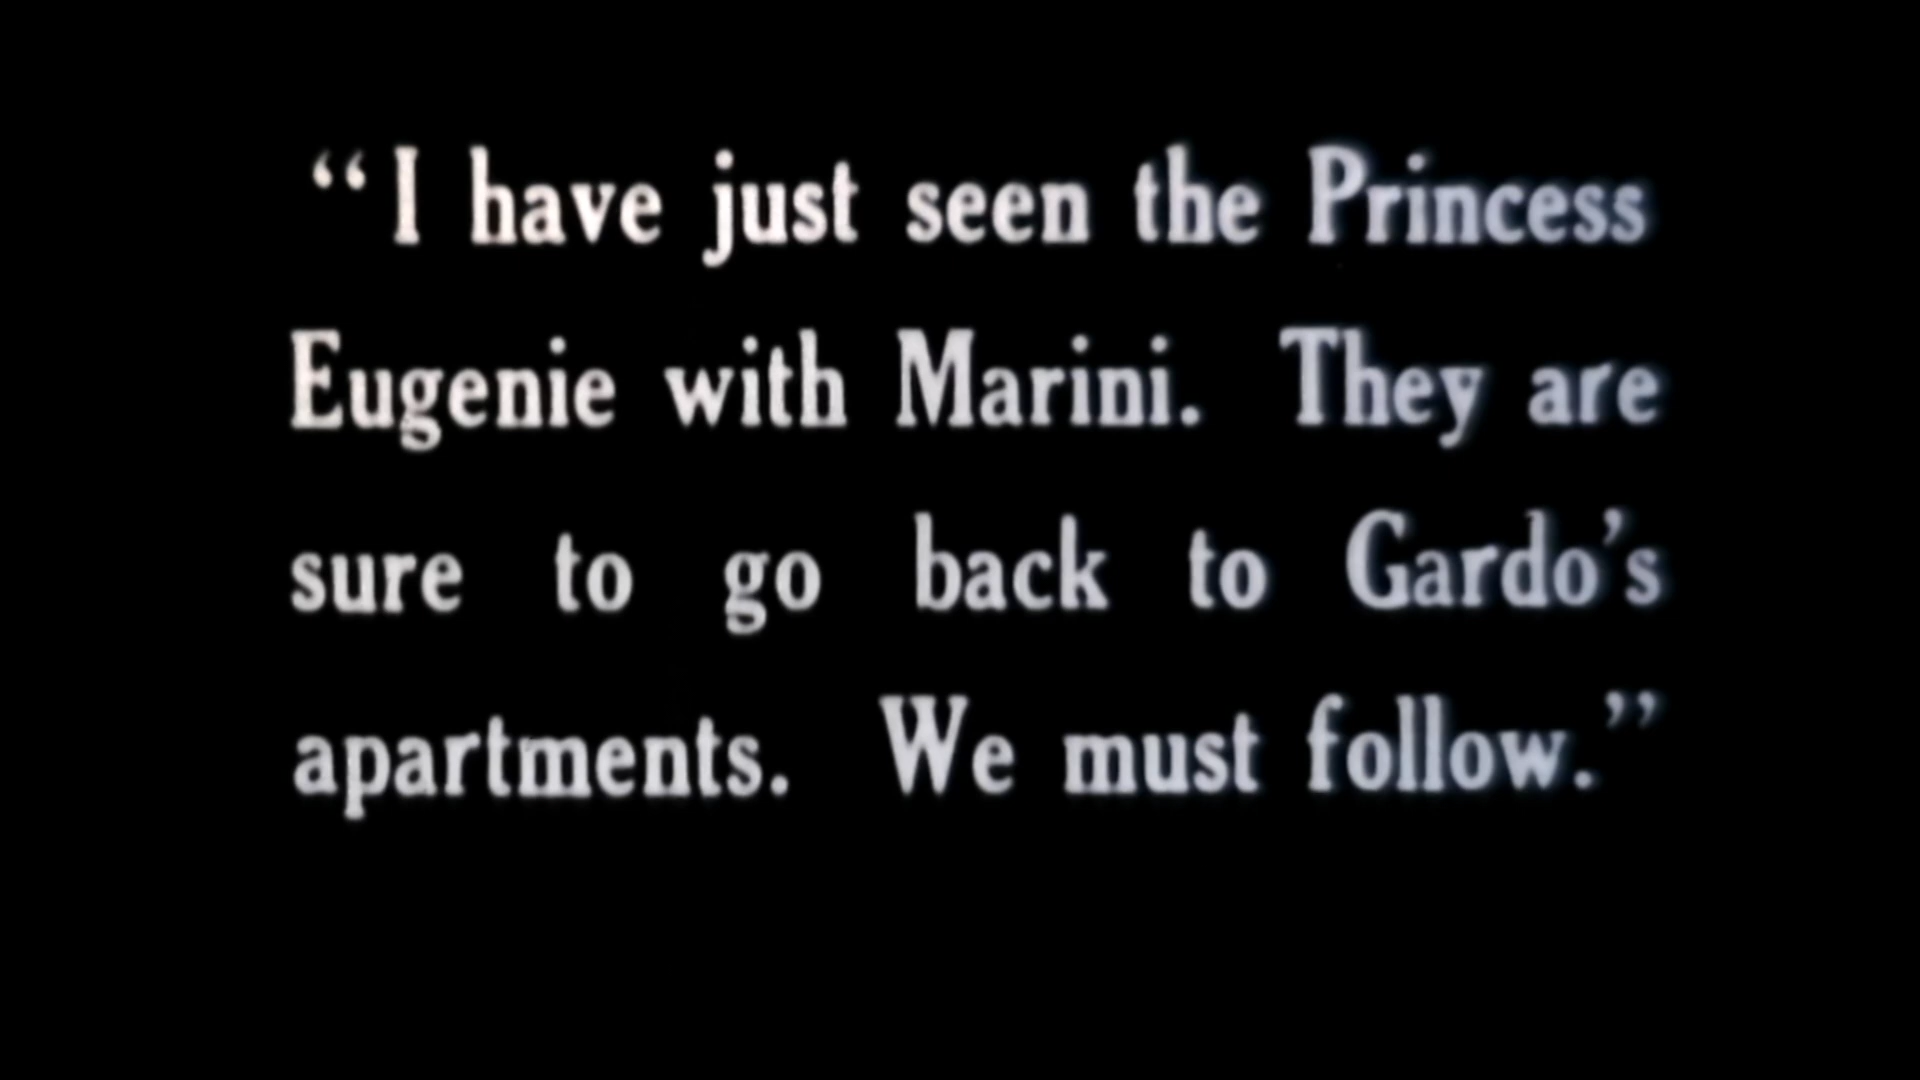 “I have just seen the Princess
Eugenie with Marini. They are
sure to go back to Gardo’s
apartments. We must follow.”